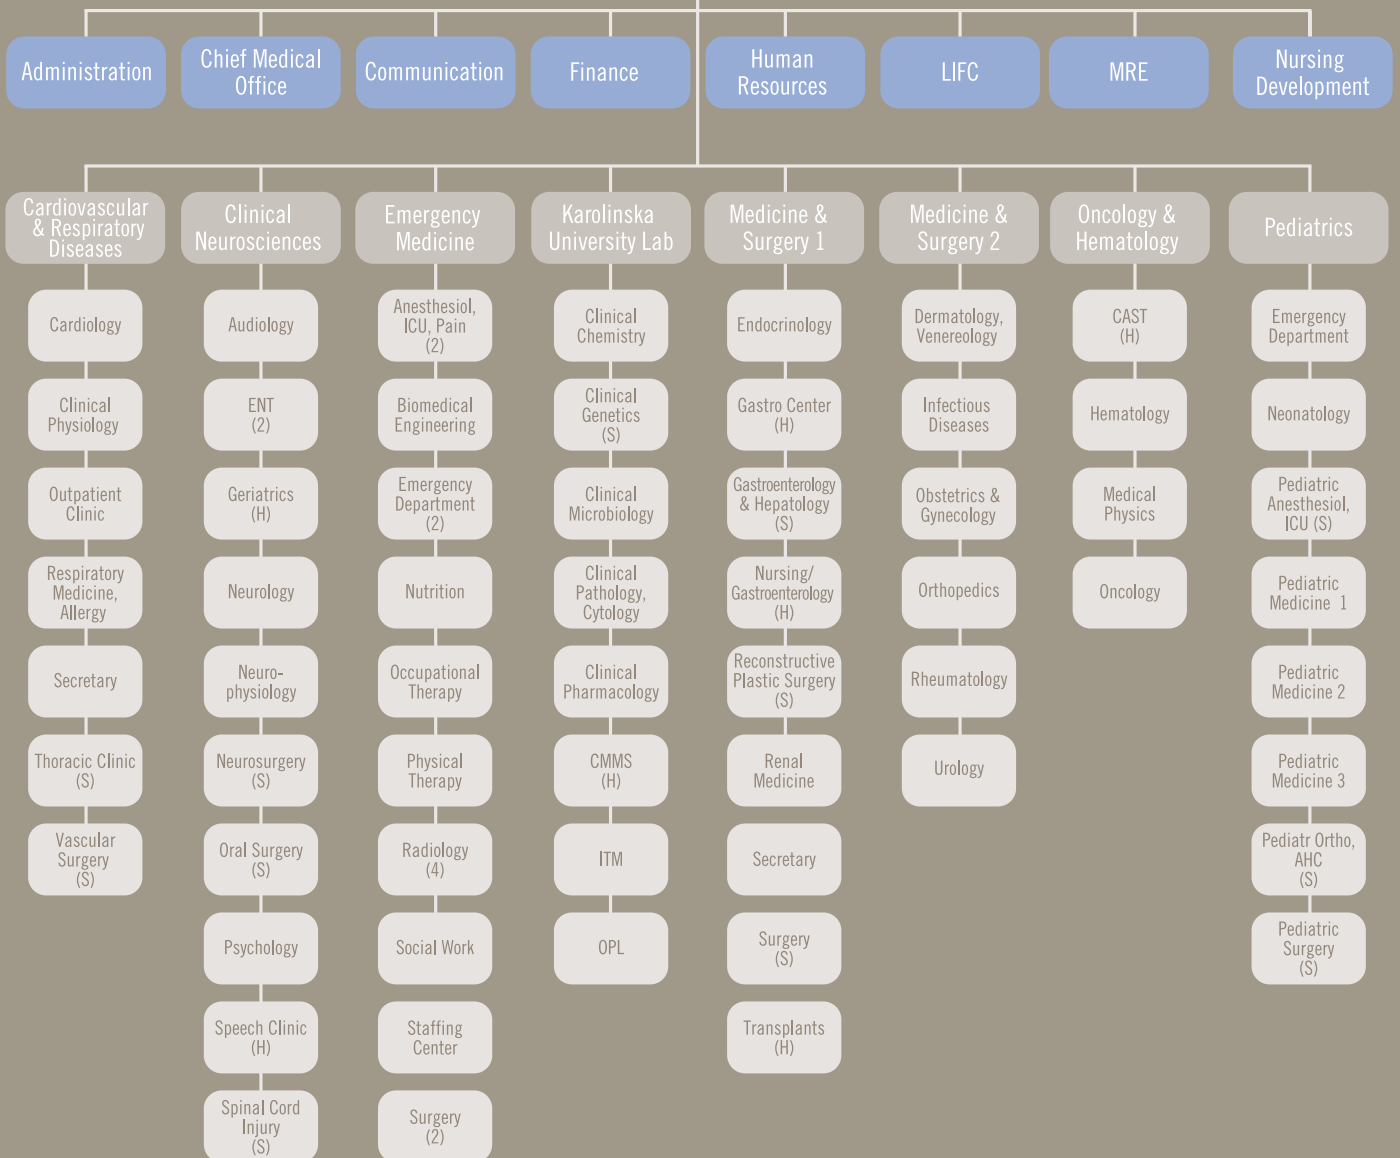 Administration
Chief Medical
Office
Communication
Finance
Human
Resources
LIFC
MRE
Nursing
Development
Cardiovascular
& Respiratory
Diseases
Clinical
Neurosciences
Emergency
Medicine
Karolinska
University Lab
Medicine &
Surgery 1
Medicine &
Surgery 2
Oncology &
Hematology
Pediatrics
Cardiology
Clinical
Physiology
Outpatient
Clinic
Respiratory
Medicine,
Allergy
Secretary
Thoracic Clinic
(S)
Vascular
Surgery
(S)
Audiology
ENT
(2)
Geriatrics
(H)
Neurology
Neuro-
physiology
Neurosurgery
(S)
Oral Surgery
(S)
Psychology
Speech Clinic
(H)
Spinal Cord
Injury
(S)
Anesthesiol,
ICU, Pain
(2)
Biomedical
Engineering
Emergency
Department
(2)
Nutrition
Occupational
Therapy
Physical
Therapy
Radiology
(4)
Social Work
Staffing
Center
Surgery
(2)
Clinical
Chemistry
Clinical
Genetics
(S)
Clinical
Microbiology
Clinical
Pathology,
Cytology
Clinical
Pharmacology
CMMS
(H)
ITM
OPL
Endocrinology
Gastro Center
(H)
Gastroenterology
& Hepatology
(S)
Nursing/
Gastroenterology
(H)
Reconstructive
Plastic Surgery
(S)
Renal
Medicine
Secretary
Surgery
(S)
Transplants
(H)
Dermatology,
Venereology
Infectious
Diseases
Obstetrics &
Gynecology
Orthopedics
Rheumatology
Urology
CAST
(H)
Hematology
Medical
Physics
Oncology
Emergency
Department
Neonatology
Pediatric
Anesthesiol,
ICU (S)
Pediatric
Medicine 1
Pediatric
Medicine 2
Pediatric
Medicine 3
Pediatr Ortho,
AHC
(S)
Pediatric
Surgery
(S)